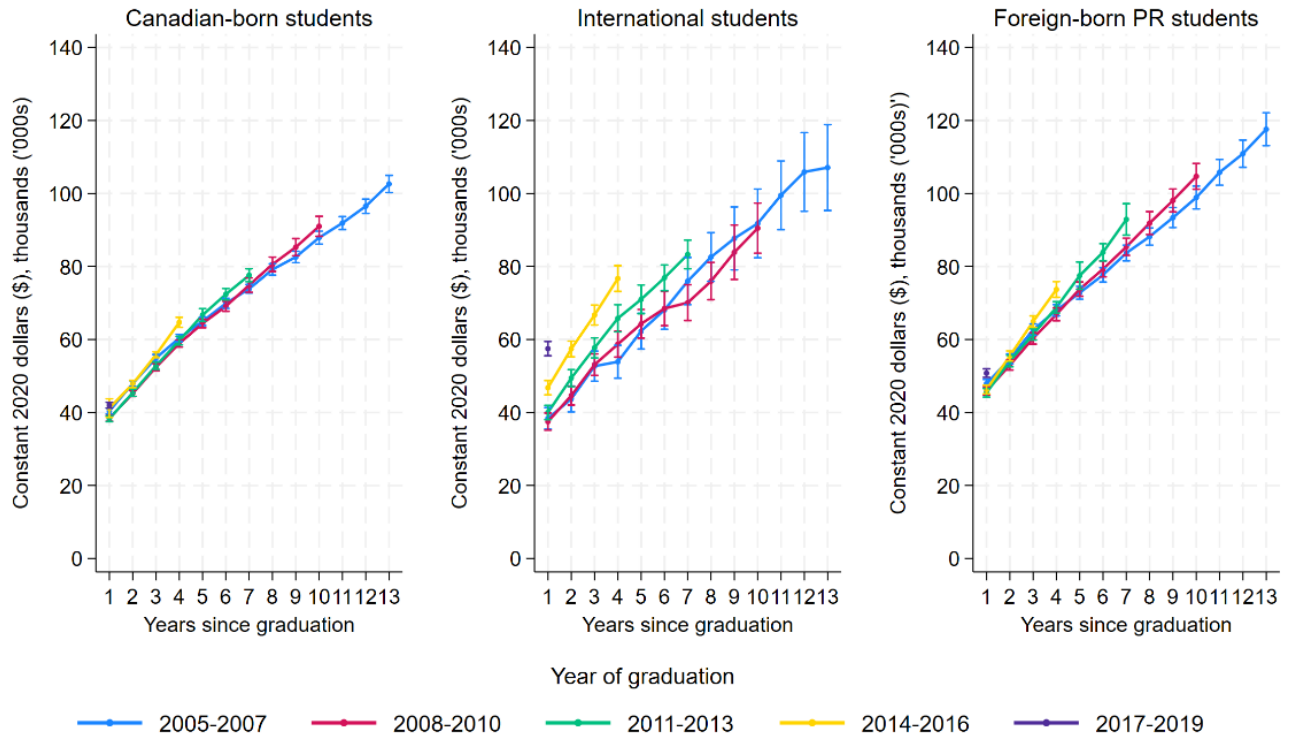 Canadian-born students
Constant 2020 dollars ($), thousands ('000s)
140
120
100
80
60
40
20
0
1 2 3 4 5 6 7 8 9 10 11 12 13
Years since graduation
International students
Constant 2020 dollars ($), thousands ('000s)
140
120
100
80
60
40
20
0
1 2 3 4 5 6 7 8 9 10 11 12 13
Years since graduation
Foreign-born PR students
Constant 2020 dollars ($), thousands ('000s)')
140
120
100
80
60
40
20
0
1 2 3 4 5 6 7 8 9 10 11 12 13
Years since graduation
Year of graduation
2005-2007 2008-2010 2011-2013 2014-2016 2017-2019